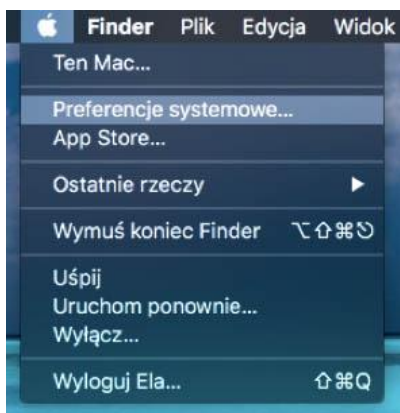 Finder Plik Edycja Widok
Ten Mac...
Preferencje systemowe...
App Store...
Ostatnie rzeczy ▶
Wymuś koniec Finder ⌥⇧⌘⎋
Uśpij
Uruchom ponownie...
Wyłącz...
Wyloguj Ela... ⇧⌘Q